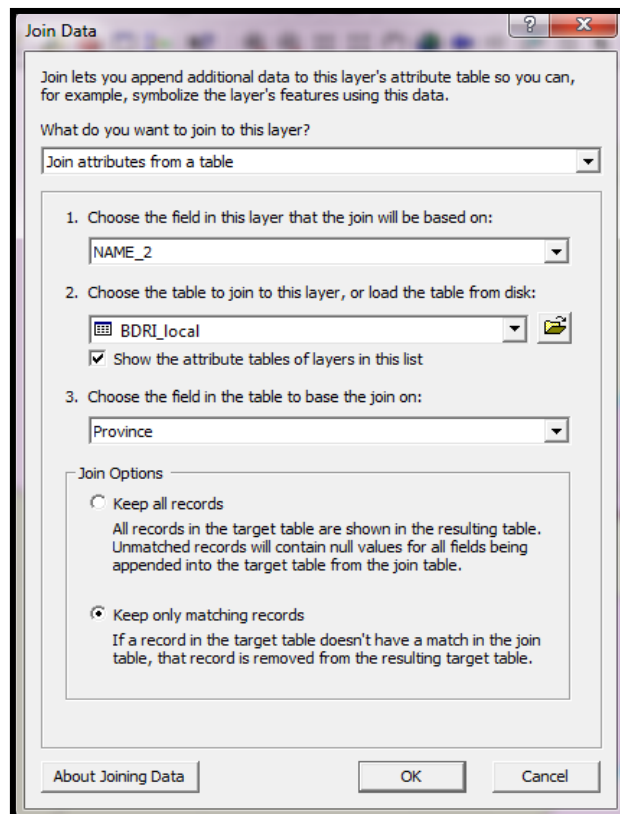 Join Data
Join lets you append additional data to this layer's attribute table so you can,
for example, symbolize the layer's features using this data.
What do you want to join to this layer?
Join attributes from a table
1. Choose the field in this layer that the join will be based on:
NAME_2
2. Choose the table to join to this layer, or load the table from disk:
BDRI_local
Show the attribute tables of layers in this list
3. Choose the field in the table to base the join on:
Province
Join Options
Keep all records
All records in the target table are shown in the resulting table.
Unmatched records will contain null values for all fields being
appended into the target table from the join table.
Keep only matching records
If a record in the target table doesn't have a match in the join
table, that record is removed from the resulting target table.
About Joining Data
OK
Cancel